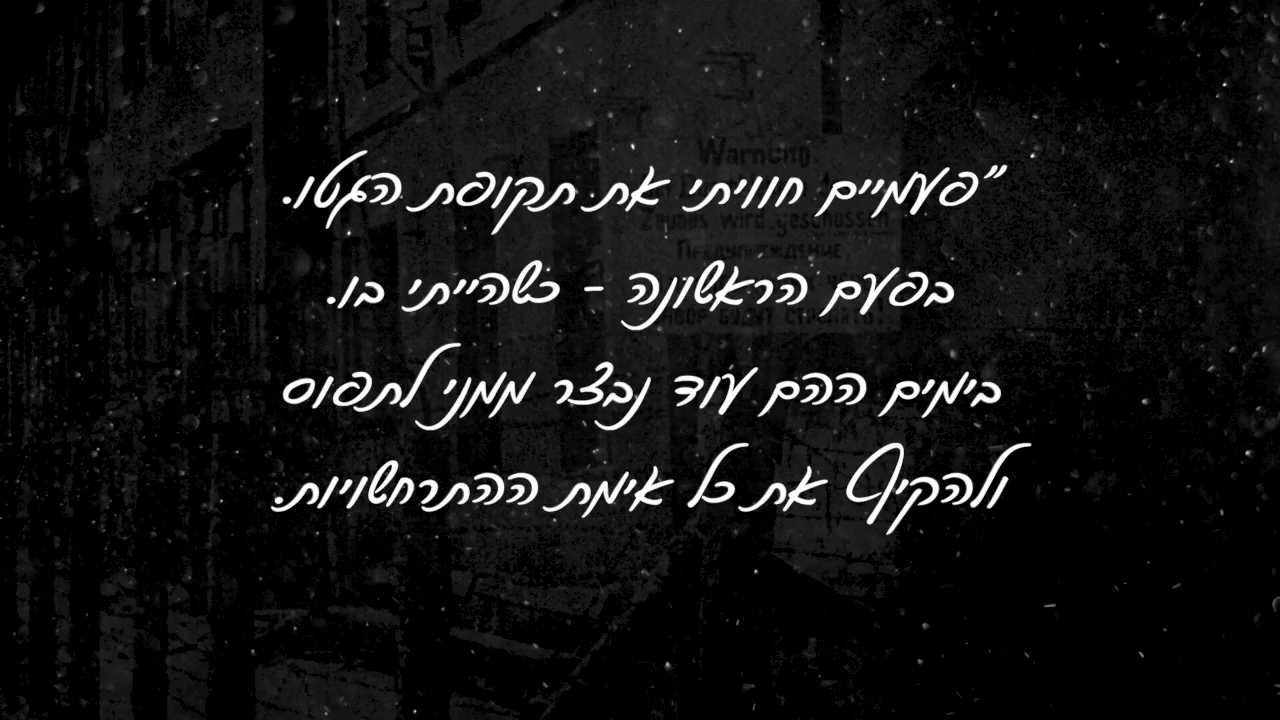 "פעמיים חוויתי את תקופת הגטו.
בפעם הראשונה - כשהייתי בו.
בימים ההם עוד נבצר ממני לתפוס
ולהקיף את כל אימת ההתרחשויות.
Warnung.
wird geschossen
Предупреждение.